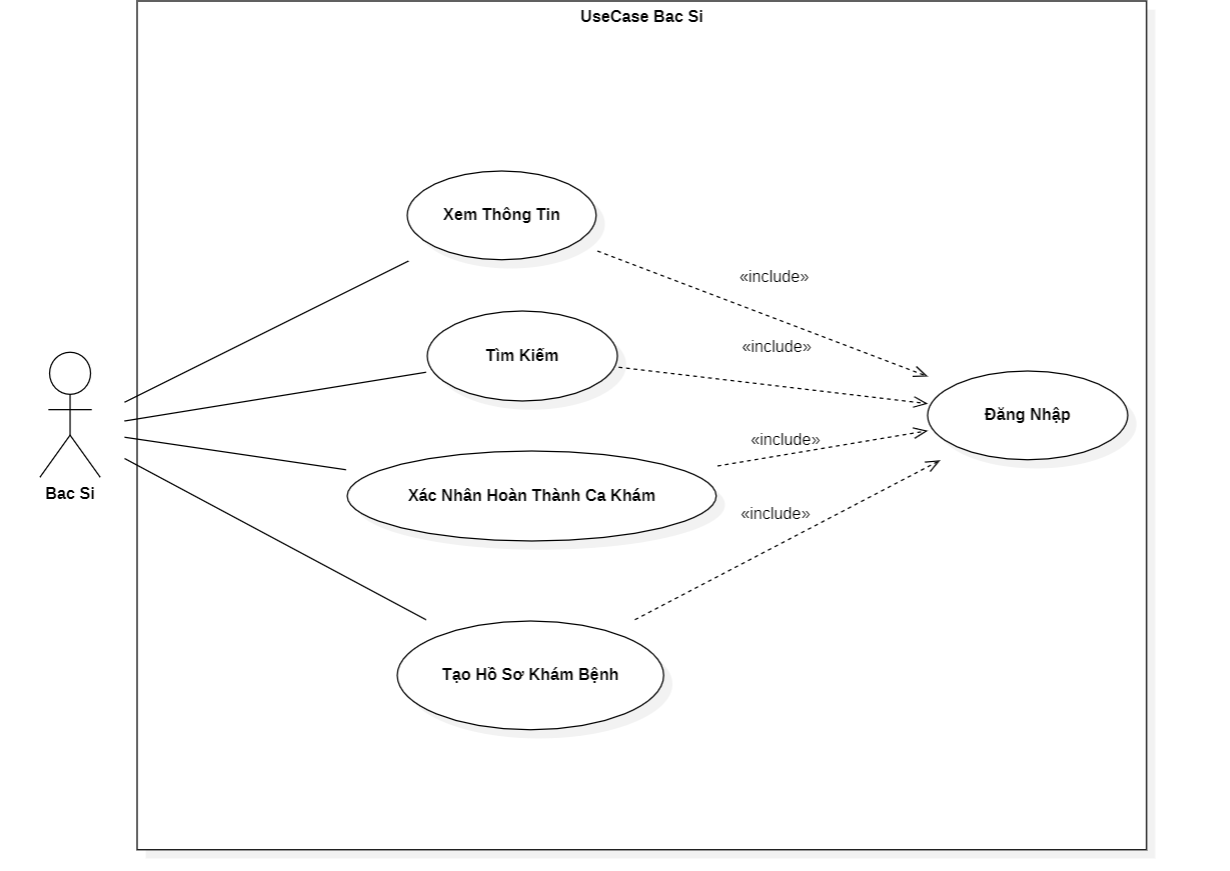 UseCase Bac Si
Xem Thông Tin
«include»
Tìm Kiếm
«include»
Đăng Nhập
«include»
Bac Si
Xác Nhân Hoàn Thành Ca Khám
«include»
Tạo Hồ Sơ Khám Bệnh